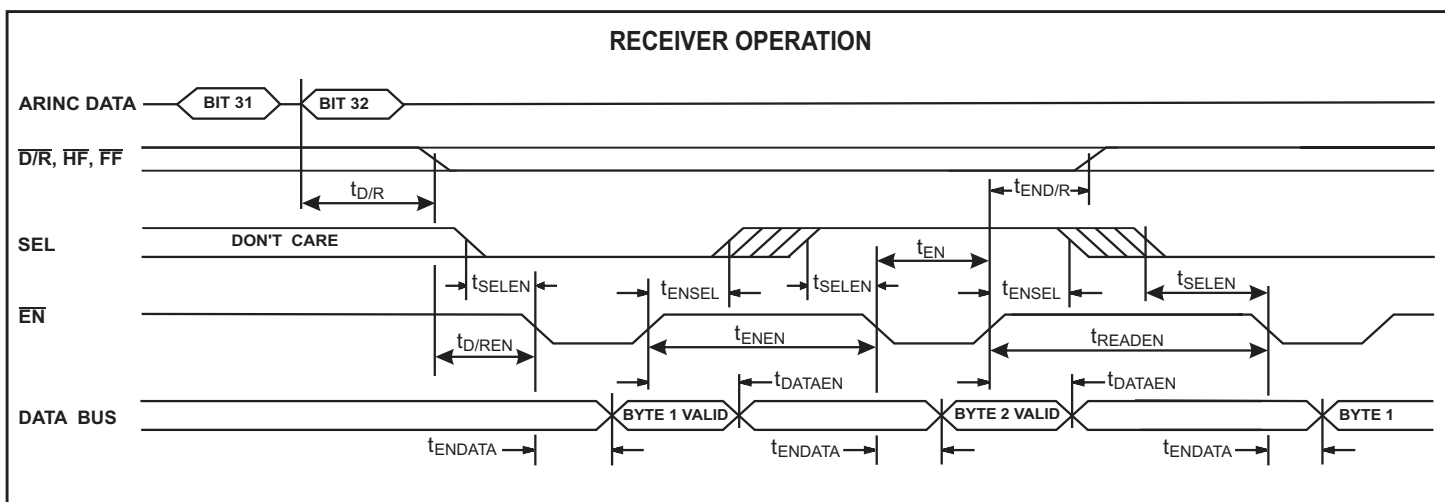 RECEIVER OPERATION
ARINC DATA BIT 31 BIT 32
D/R, HF, FF
tD/R tEND/R
SEL DON'T CARE
tEN
tSELEN tENSEL tSELEN tENSEL tSELEN
EN
tD/REN tENEN tREADEN
tDATAEN tDATAEN
DATA BUS BYTE 1 VALID BYTE 2 VALID BYTE 1
tENDATA tENDATA tENDATA